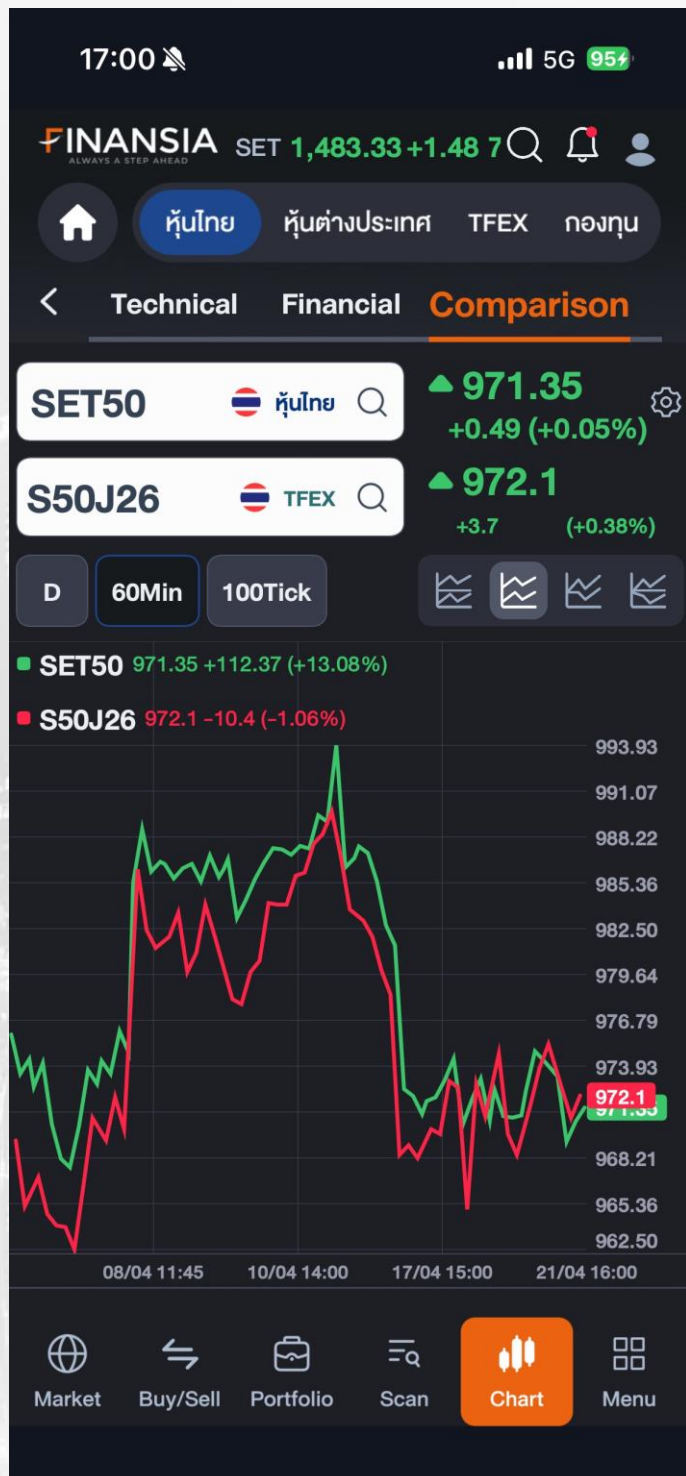 17:00 5G 95
FINANSIA SET 1,483.33 +1.48 7
ALWAYS A STEP AHEAD
หุ้นไทย หุ้นต่างประเทศ TFEX กองทุน
Technical Financial Comparison
SET50 หุ้นไทย 971.35
+0.49 (+0.05%)
S50J26 TFEX 972.1
+3.7 (+0.38%)
D 60Min 100Tick
SET50 971.35 +112.37 (+13.08%)
S50J26 972.1 -10.4 (-1.06%)
993.93
991.07
988.22
985.36
982.50
979.64
976.79
973.93
972.1
971.35
968.21
965.36
962.50
08/04 11:45 10/04 14:00 17/04 15:00 21/04 16:00
Market Buy/Sell Portfolio Scan Chart Menu